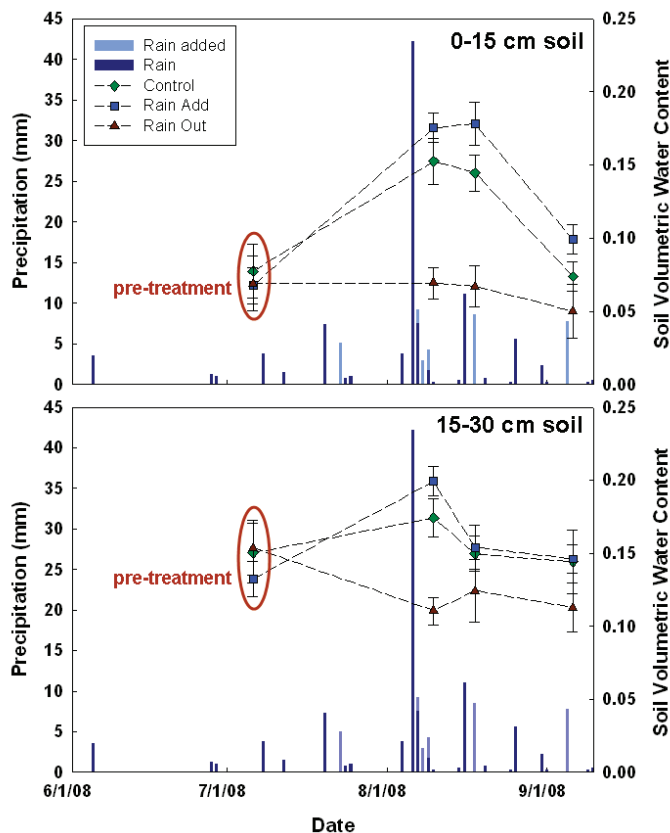 45
40
35
30
25
20
15
10
5
0
Precipitation (mm)
Rain added
Rain
Control
Rain Add
Rain Out
0-15 cm soil
pre-treatment
0.25
0.20
0.15
0.10
0.05
0.00
Soil Volumetric Water Content
45
40
35
30
25
20
15
10
5
0
Precipitation (mm)
15-30 cm soil
pre-treatment
0.25
0.20
0.15
0.10
0.05
0.00
Soil Volumetric Water Content
6/1/08 7/1/08 8/1/08 9/1/08
Date